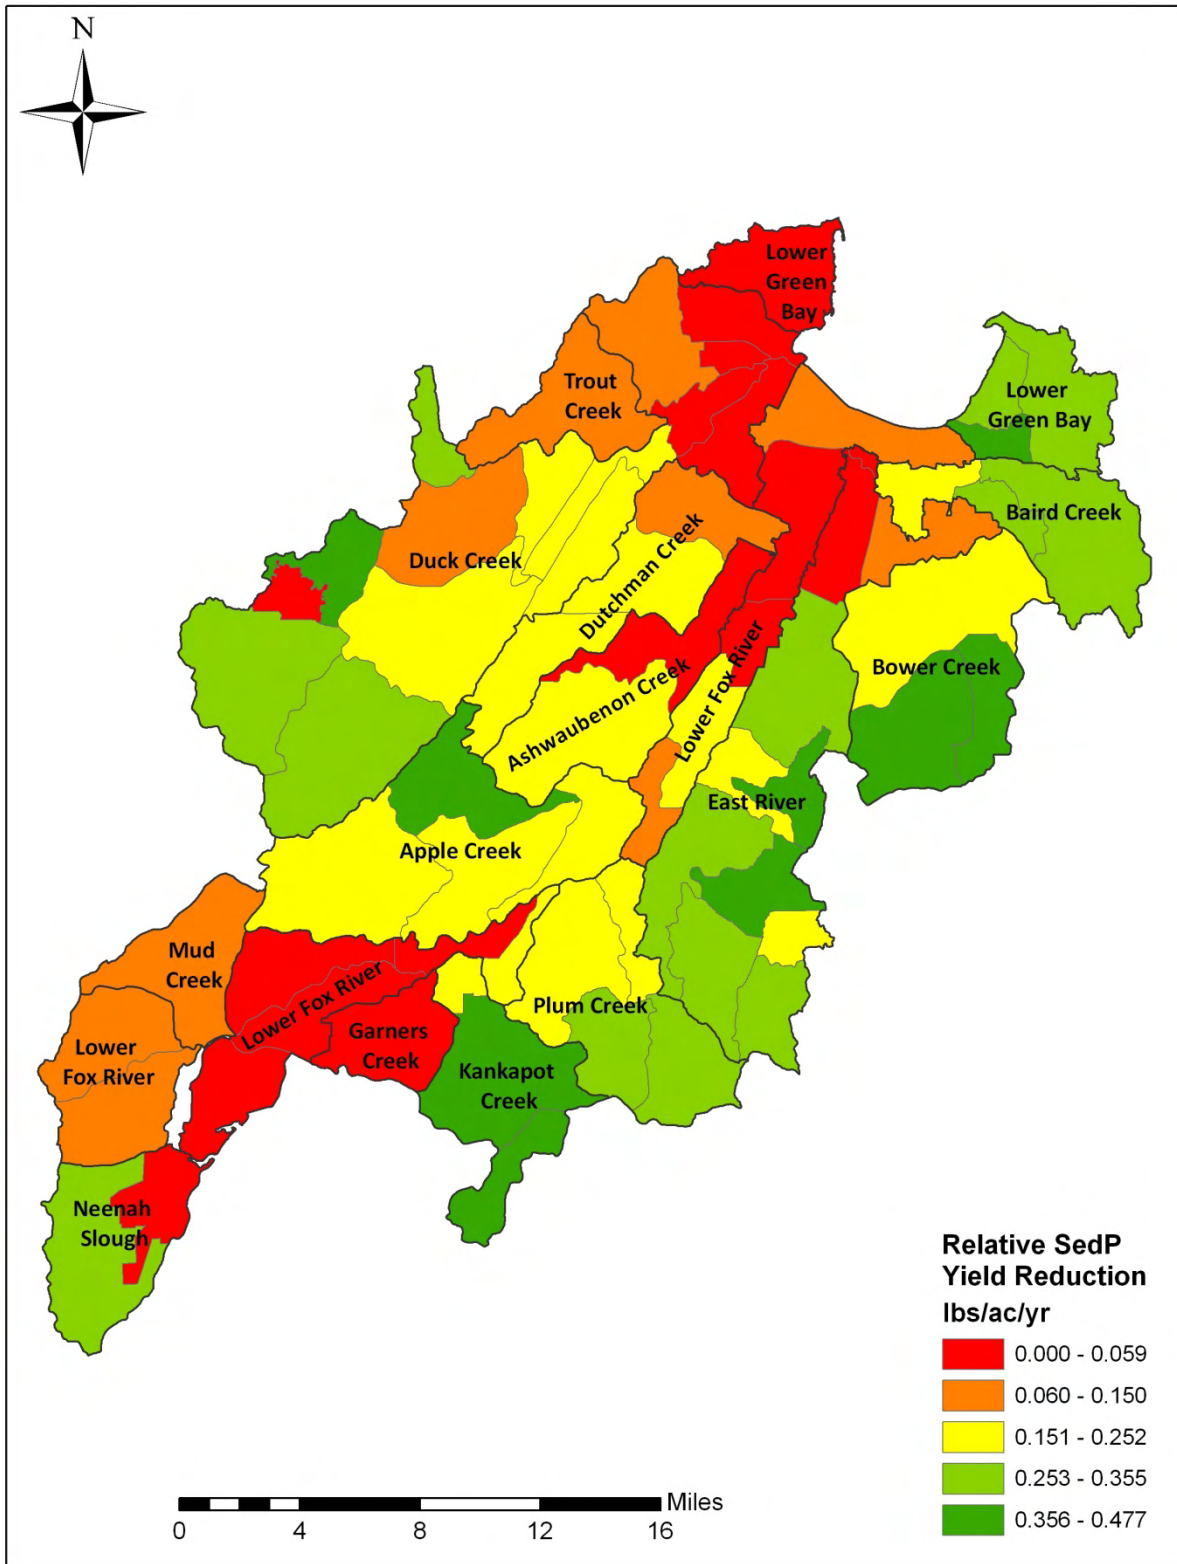 N
Lower
Green
Bay
Trout
Creek
Lower
Green Bay
Baird Creek
Duck Creek
Dutchman Creek
Bower Creek
Ashwaubenon Creek
Lower Fox River
East River
Apple Creek
Mud
Creek
Lower Fox River
Plum Creek
Garners
Creek
Lower
Fox River
Kankapot
Creek
Neenah
Slough
Relative SedP
Yield Reduction
lbs/ac/yr
0.000 - 0.059
0.060 - 0.150
0.151 - 0.252
0.253 - 0.355
0.356 - 0.477
Miles
0 4 8 12 16